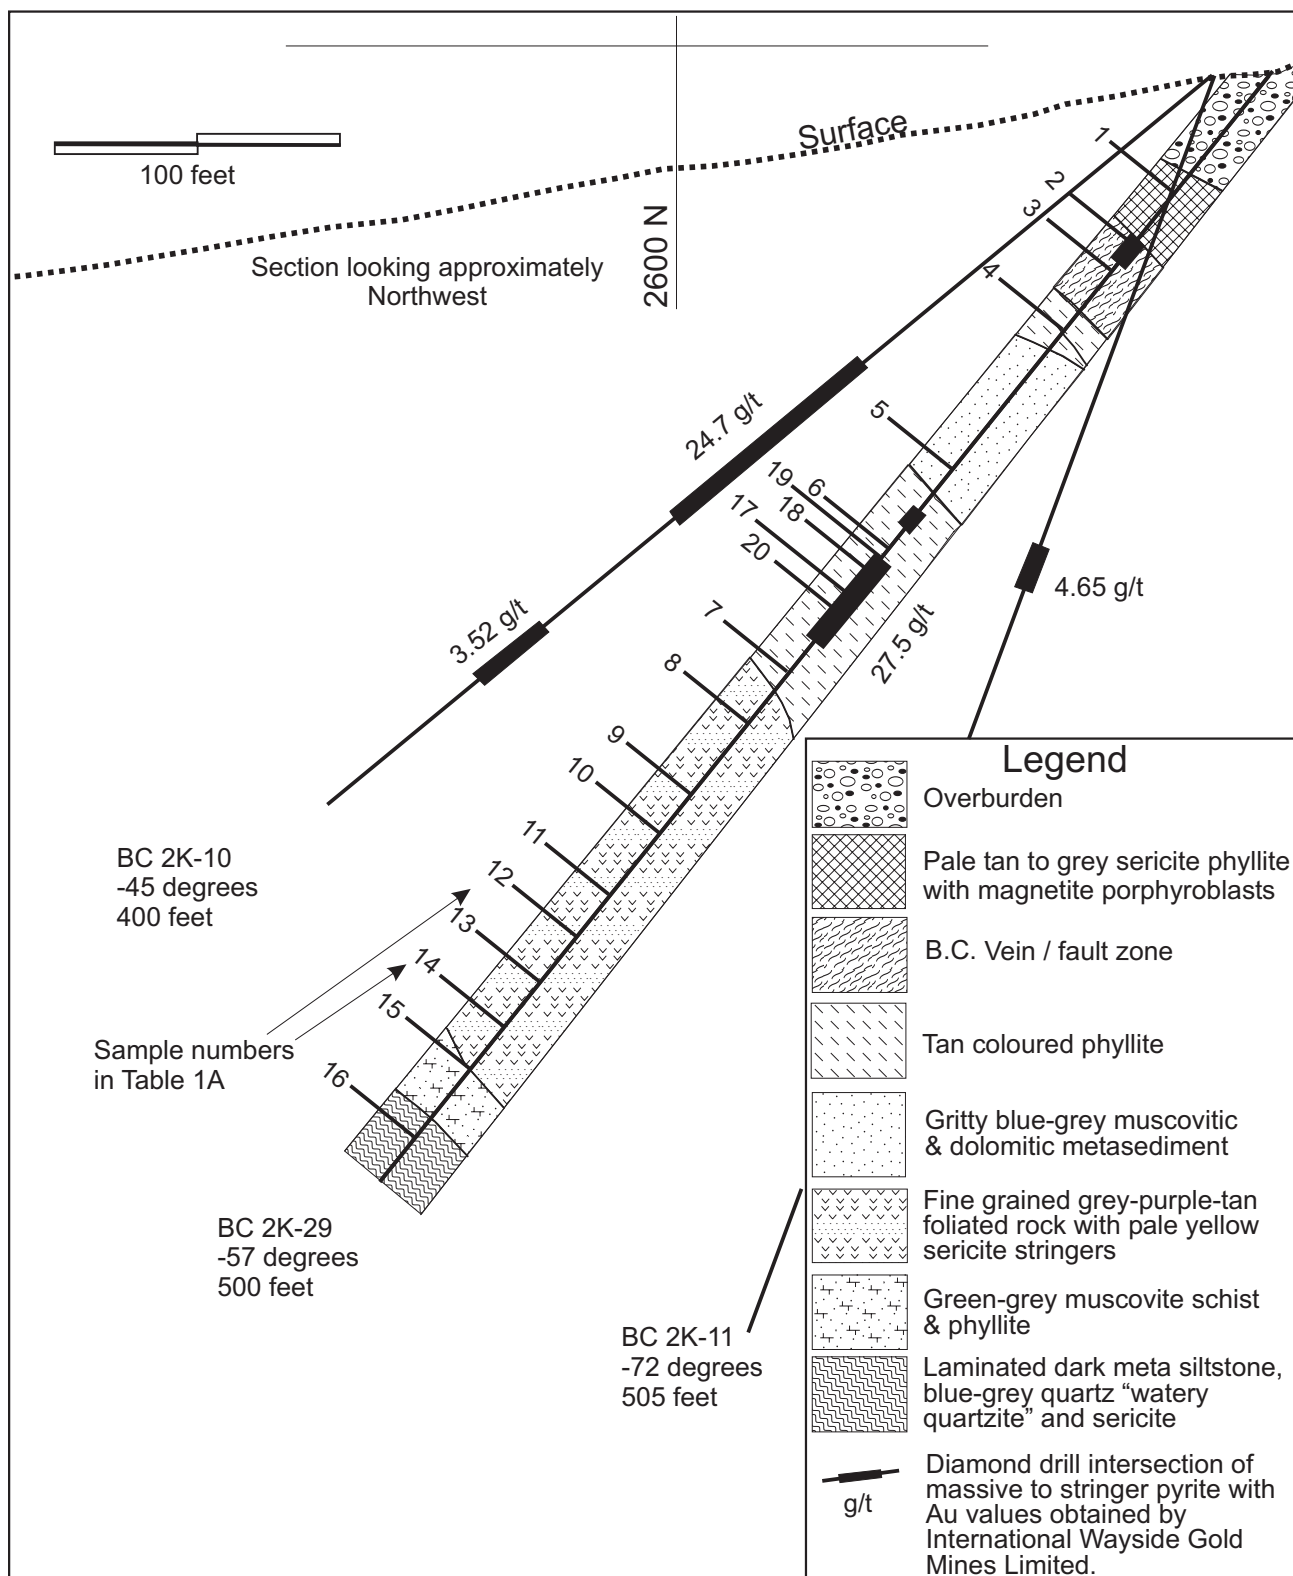 Surface
100 feet
2600 N
Section looking approximately
Northwest
1
2
3
4
5
6
19
18
17
20
7
8
9
10
11
12
13
14
15
16
24.7 g/t
3.52 g/t
27.5 g/t
4.65 g/t
BC 2K-10
-45 degrees
400 feet
Sample numbers
in Table 1A
BC 2K-29
-57 degrees
500 feet
BC 2K-11
-72 degrees
505 feet
Legend
Overburden
Pale tan to grey sericite phyllite
with magnetite porphyroblasts
B.C. Vein / fault zone
Tan coloured phyllite
Gritty blue-grey muscovitic
& dolomitic metasediment
Fine grained grey-purple-tan
foliated rock with pale yellow
sericite stringers
Green-grey muscovite schist
& phyllite
Laminated dark meta siltstone,
blue-grey quartz “watery
quartzite” and sericite
g/t
Diamond drill intersection of
massive to stringer pyrite with
Au values obtained by
International Wayside Gold
Mines Limited.